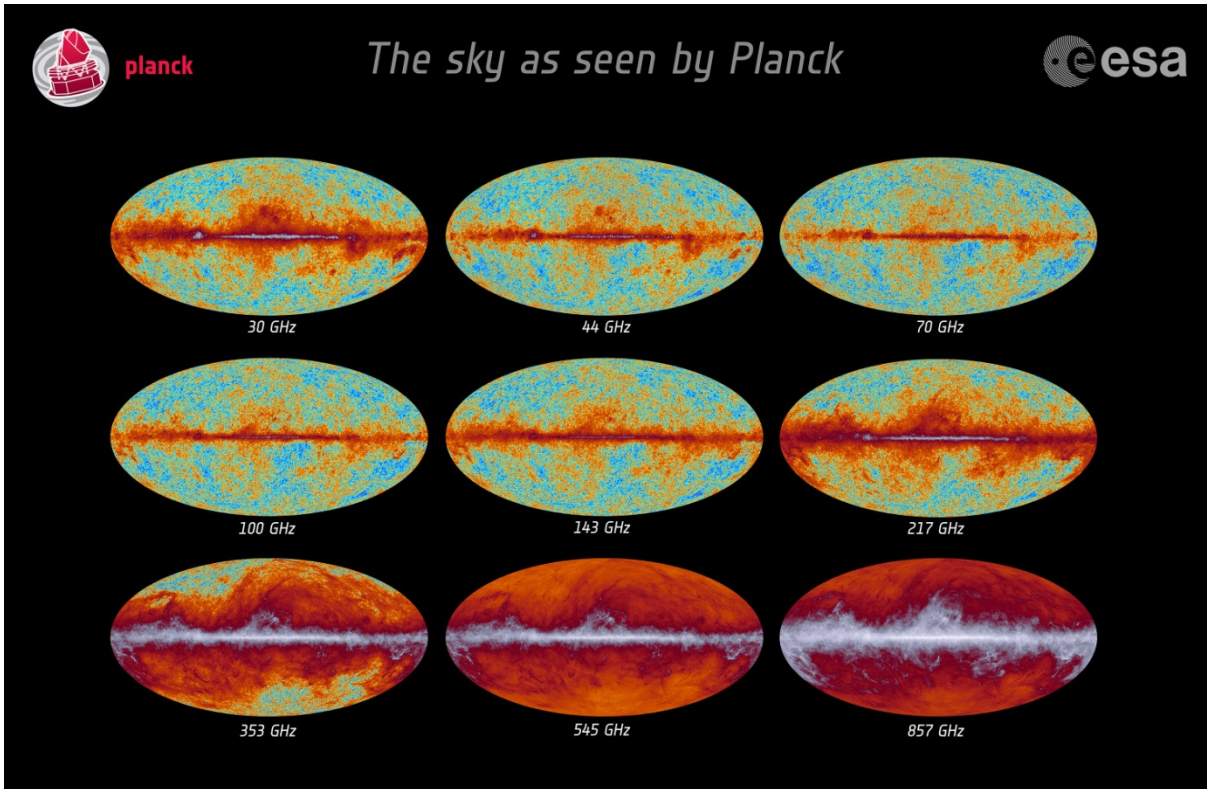 planck
The sky as seen by Planck
esa
30 GHz
44 GHz
70 GHz
100 GHz
143 GHz
217 GHz
353 GHz
545 GHz
857 GHz